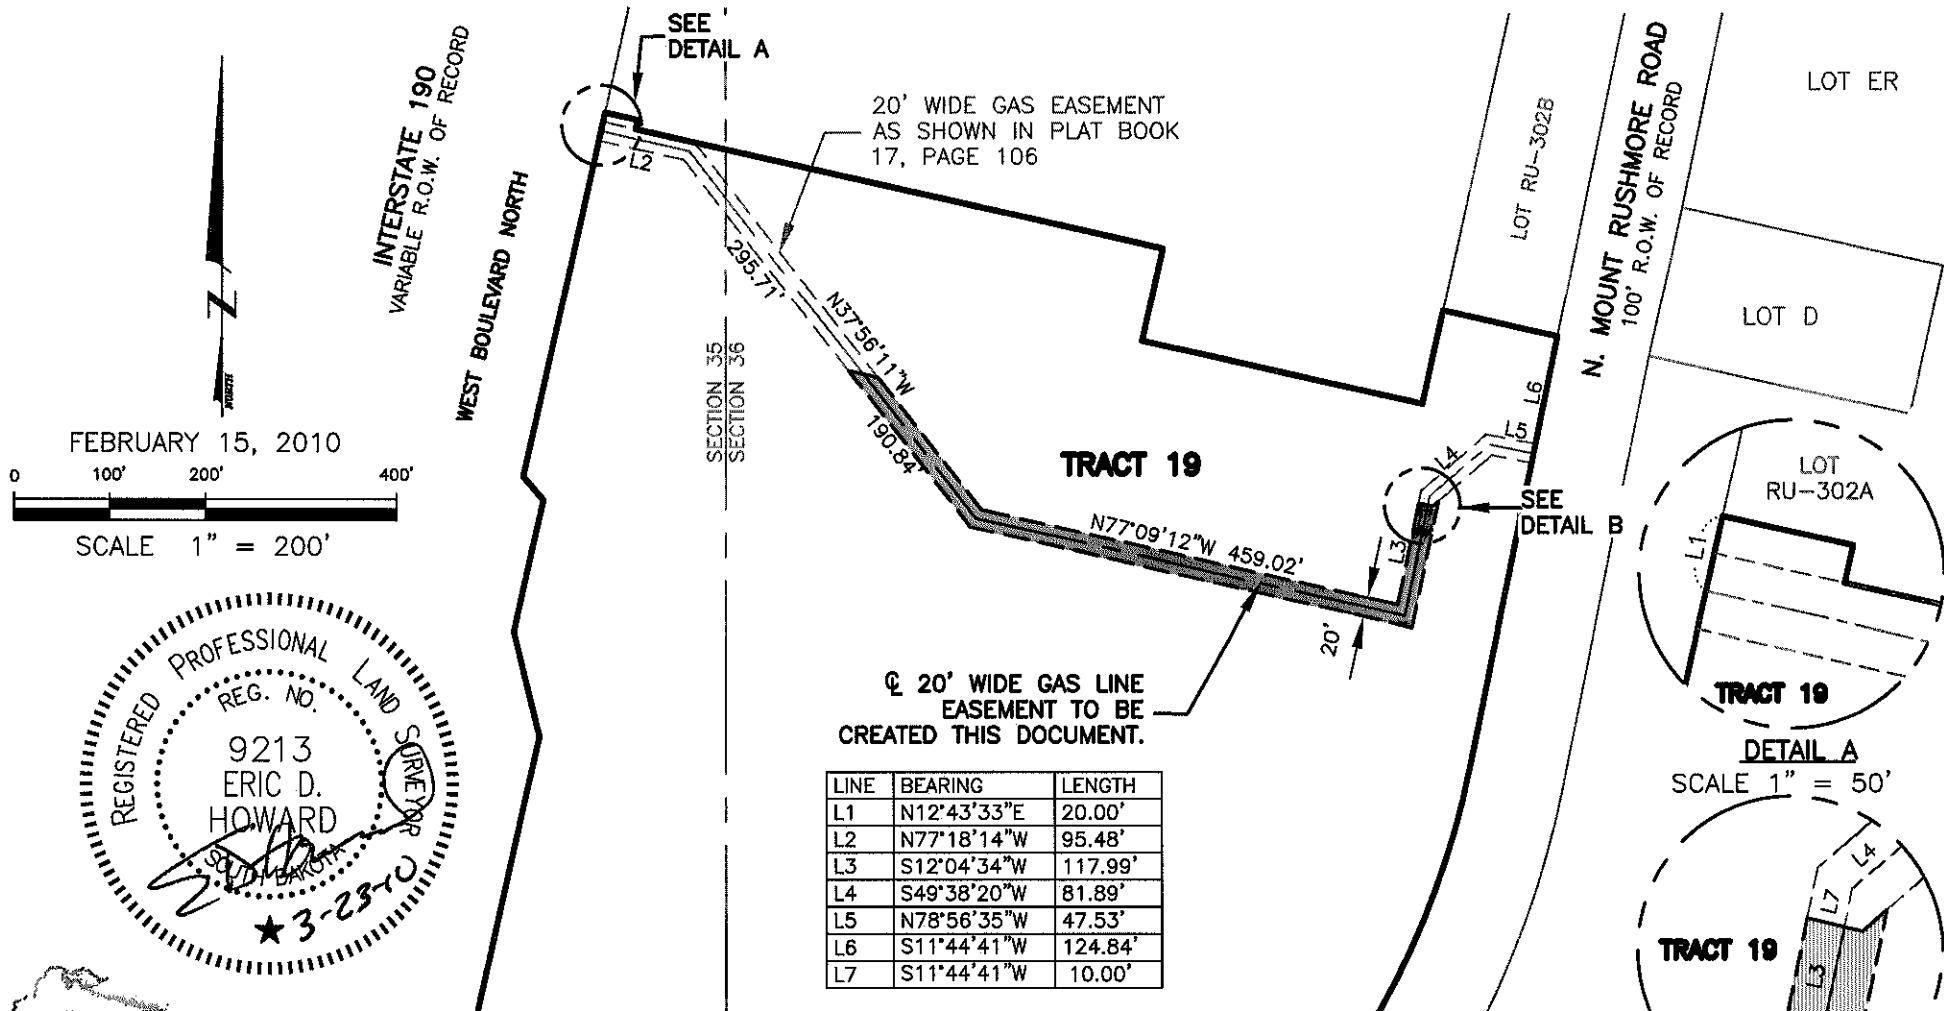 SEE
DETAIL A
INTERSTATE 190
VARIABLE R.O.W. OF RECORD
WEST BOULEVARD NORTH
20' WIDE GAS EASEMENT
AS SHOWN IN PLAT BOOK
17, PAGE 106
LOT RU-302B
N. MOUNT RUSHMORE ROAD
100' R.O.W. OF RECORD
LOT ER
LOT D
L2
295.71'
N37°56'11"W
190.84'
SECTION 35
SECTION 36
N
NORTH
FEBRUARY 15, 2010
0 100' 200' 400'
SCALE 1" = 200'
TRACT 19
L6
L5
L4
L3
SEE
DETAIL B
N77°09'12"W 459.02'
20'
℄ 20' WIDE GAS LINE
EASEMENT TO BE
CREATED THIS DOCUMENT.
REGISTERED PROFESSIONAL LAND SURVEYOR
REG. NO.
9213
ERIC D.
HOWARD
SOUTH DAKOTA
★ 3-23-10
LINE BEARING LENGTH
L1 N12°43'33"E 20.00'
L2 N77°18'14"W 95.48'
L3 S12°04'34"W 117.99'
L4 S49°38'20"W 81.89'
L5 N78°56'35"W 47.53'
L6 S11°44'41"W 124.84'
L7 S11°44'41"W 10.00'
LOT
RU-302A
L1
TRACT 19
DETAIL A
SCALE 1" = 50'
L4
L7
TRACT 19
L3